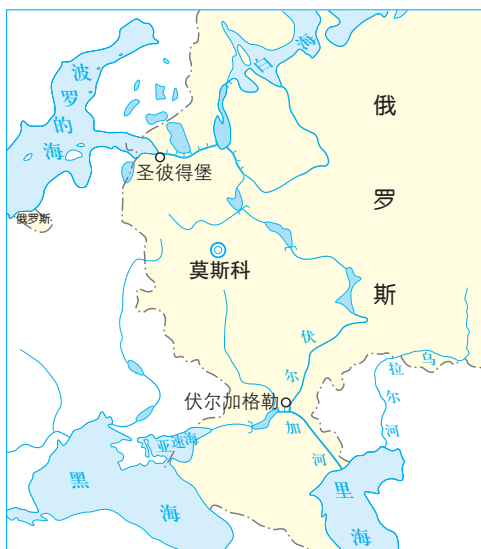 波罗的海
白海
俄罗斯
圣彼得堡
俄罗斯
莫斯科
伏尔加河
乌拉尔河
伏尔加格勒
亚速海
黑海
里海